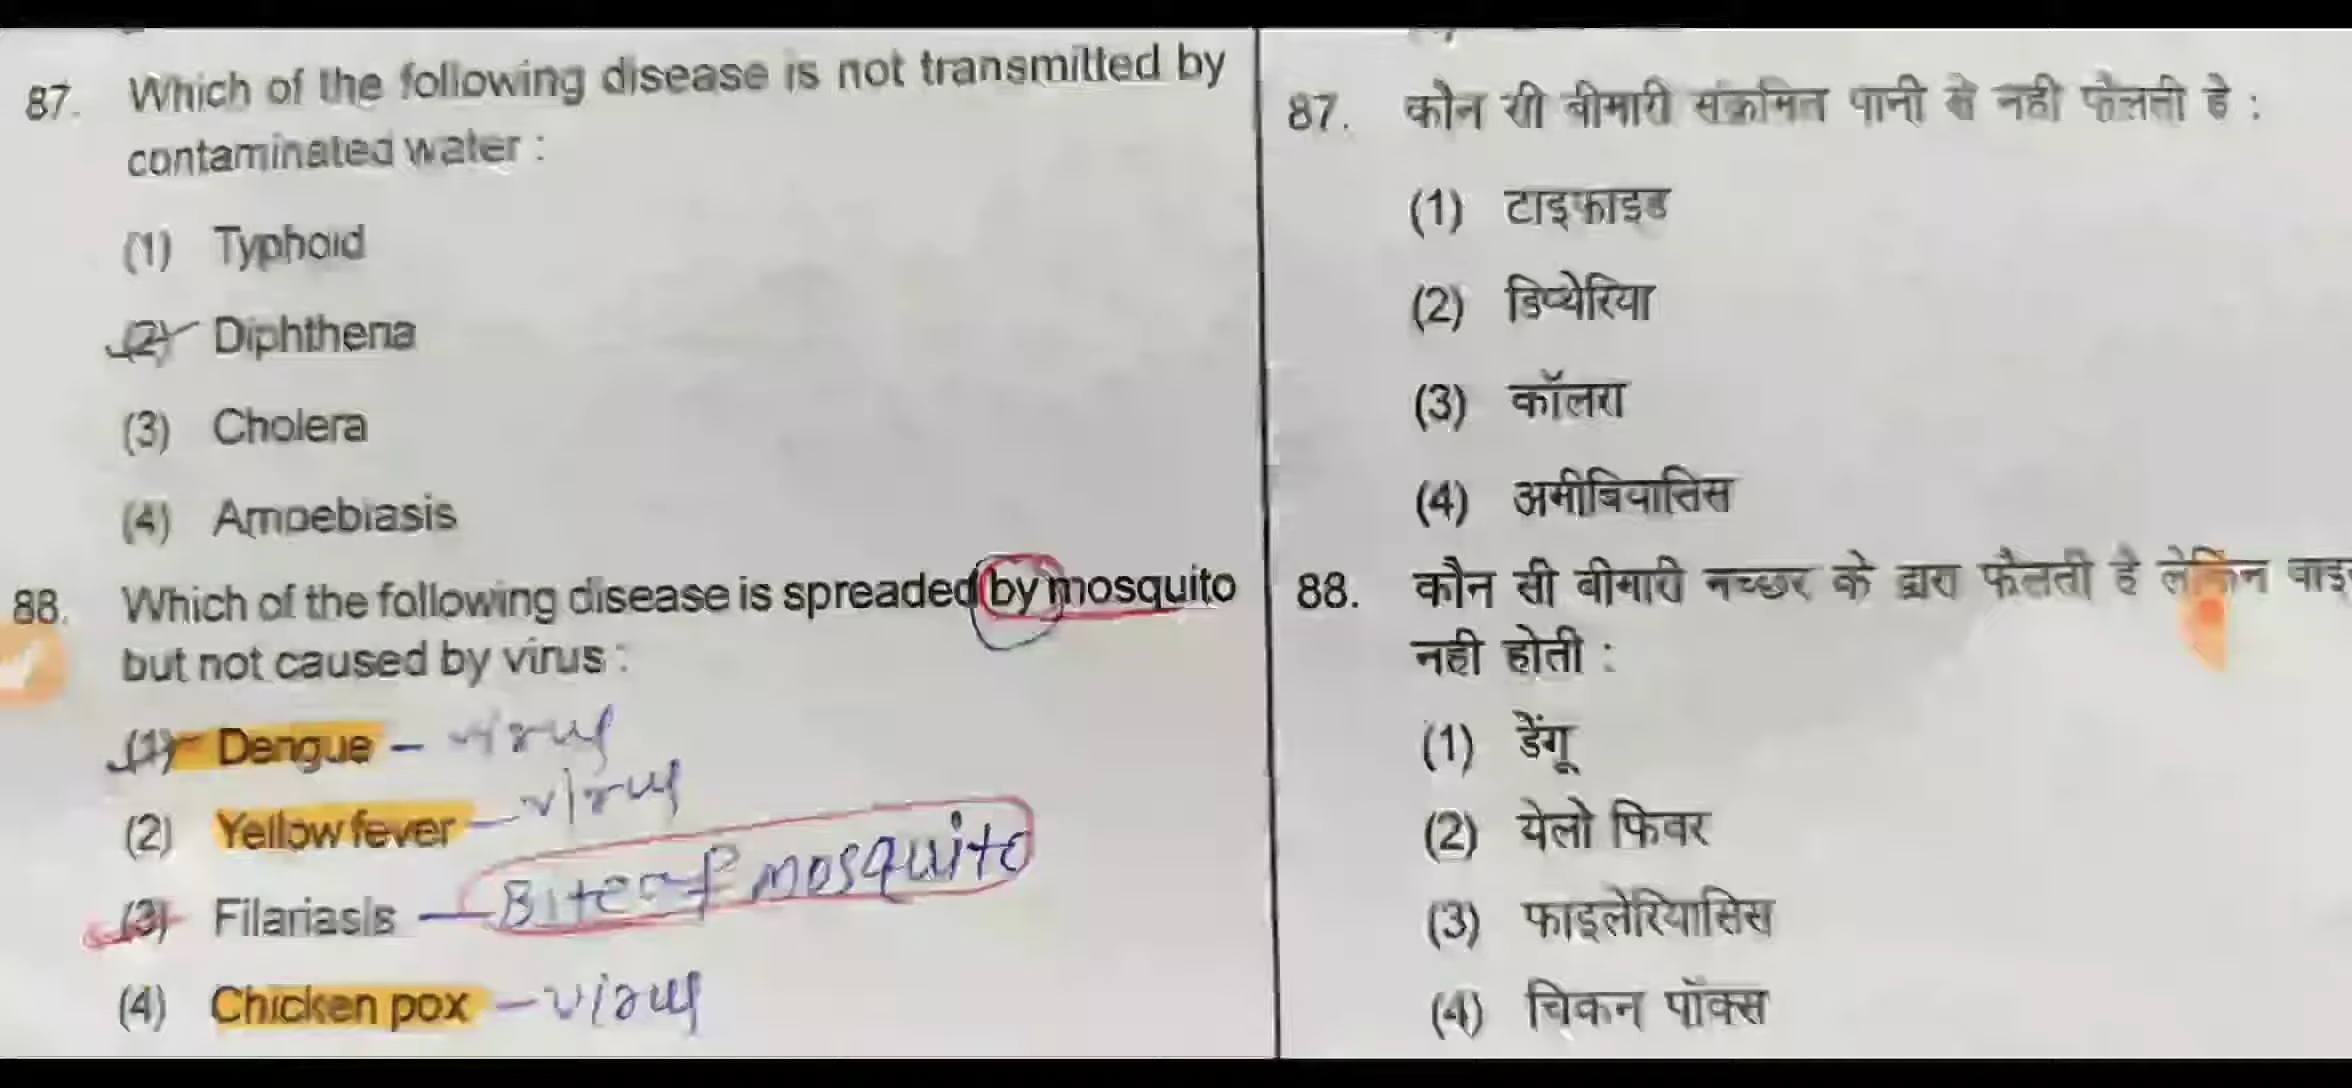 87. Which of the following disease is not transmitted by
contaminated water :
(1) Typhoid
(2) Diphtheria
(3) Cholera
(4) Amoebiasis
88. Which of the following disease is spreaded by mosquito
but not caused by virus :
(1) Dengue – virus
(2) Yellow fever – virus
(3) Filariasis – Bite of mosquito
(4) Chicken pox – virus
87. कौन सी बीमारी संक्रमित पानी से नही फैलती है :
(1) टाइफाइड
(2) डिप्थेरिया
(3) कॉलरा
(4) अमीबियासिस
88. कौन सी बीमारी मच्छर के द्वारा फैलती है लेकिन
नही होती :
(1) डेंगू
(2) येलो फिवर
(3) फाइलेरियासिस
(4) चिकन पॉक्स